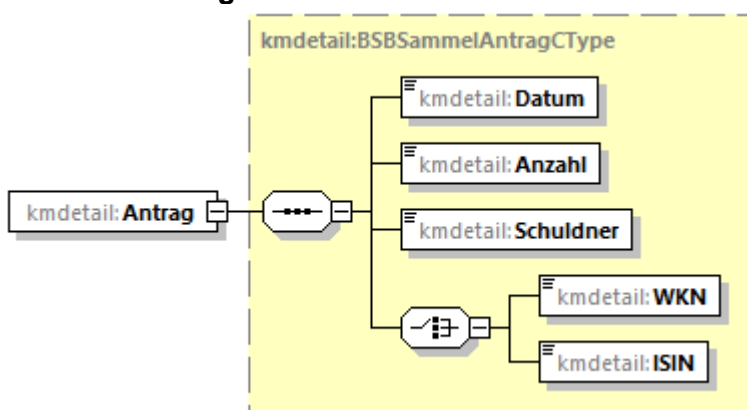 kmdetail:BSBSammelAntragCType
kmdetail:Datum
kmdetail:Anzahl
kmdetail:Antrag
kmdetail:Schuldner
kmdetail:WKN
kmdetail:ISIN